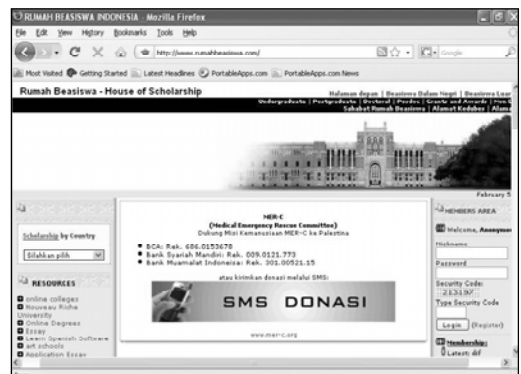 RUMAH BEASISWA INDONESIA - Mozilla Firefox
File Edit View History Bookmarks Tools Help
http://www.rumahbeasiswa.com/
Google
Most Visited Getting Started Latest Headlines PortableApps.com PortableApps.com News
Rumah Beasiswa - House of Scholarship
Halaman depan | Beasiswa Dalam Negri | Beasiswa Luar
Undergraduate | Postgraduate | Doctoral | Postdoc | Grants and Awards | Non
Sahabat Rumah Beasiswa | Alamat Kedubes | Alamat
February 5
Scholarship by Country
Silahkan pilih
RESOURCES
online colleges
Nouveau Riche
University
Online Degrees
Essay
Learn Spanish Software
art schools
Application Essay
MER-C
(Medical Emergency Rescue Committee)
Dukung Misi Kemanusiaan MER-C ke Palestina
BCA: Rek. 686.0153678
Bank Syariah Mandiri: Rek. 009.0121.773
Bank Muamalat Indoneisa: Rek. 301.00521.15
atau kirimkan donasi melalui SMS:
SMS DONASI
www.mer-c.org
MEMBERS AREA
Welcome, Anonymous
Nickname
Password
Security Code:
Type Security Code
Login (Register)
Membership:
Latest: dif